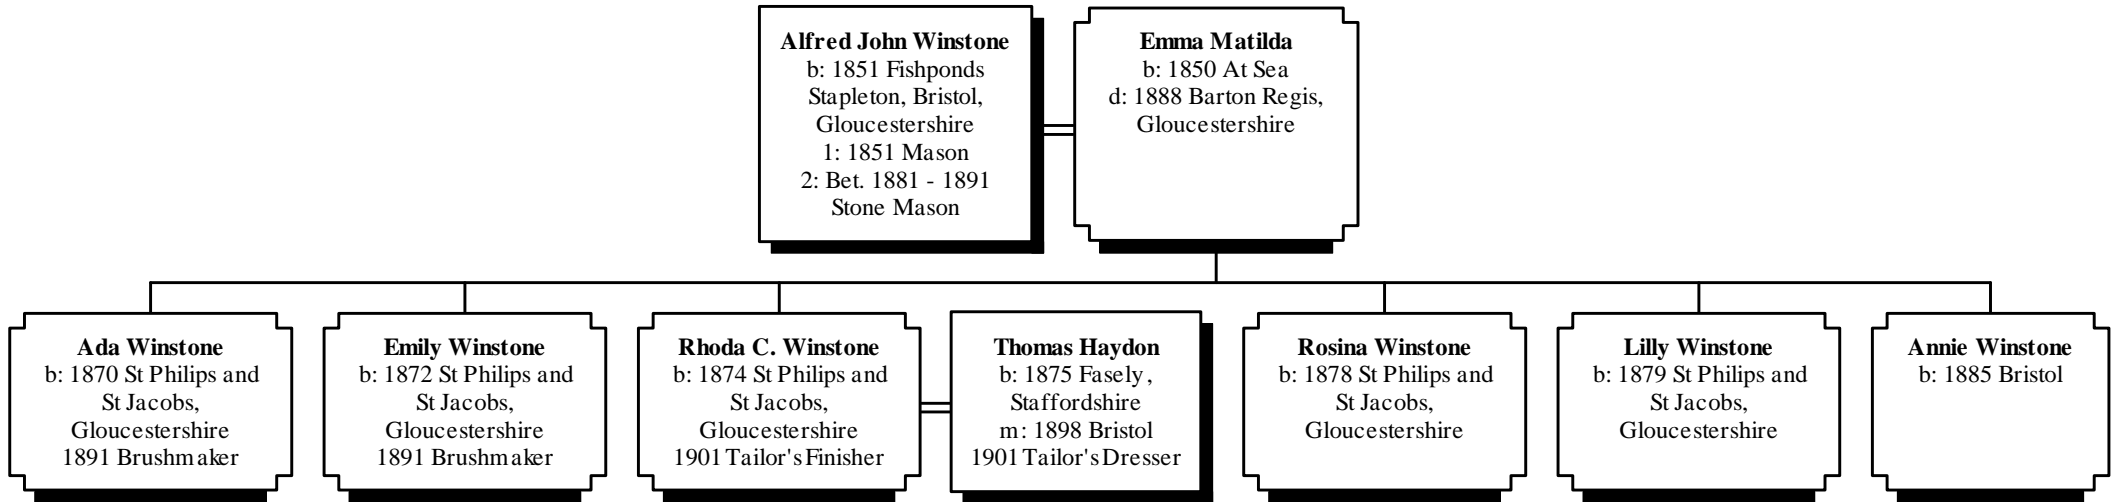 Alfred John Winstone
b: 1851 Fishponds
Stapleton, Bristol,
Gloucestershire
1: 1851 Mason
2: Bet. 1881 - 1891
Stone Mason
Emma Matilda
b: 1850 At Sea
d: 1888 Barton Regis,
Gloucestershire
Ada Winstone
b: 1870 St Philips and
St Jacobs,
Gloucestershire
1891 Brushmaker
Emily Winstone
b: 1872 St Philips and
St Jacobs,
Gloucestershire
1891 Brushmaker
Rhoda C. Winstone
b: 1874 St Philips and
St Jacobs,
Gloucestershire
1901 Tailor's Finisher
Thomas Haydon
b: 1875 Fasely,
Staffordshire
m: 1898 Bristol
1901 Tailor's Dresser
Rosina Winstone
b: 1878 St Philips and
St Jacobs,
Gloucestershire
Lilly Winstone
b: 1879 St Philips and
St Jacobs,
Gloucestershire
Annie Winstone
b: 1885 Bristol